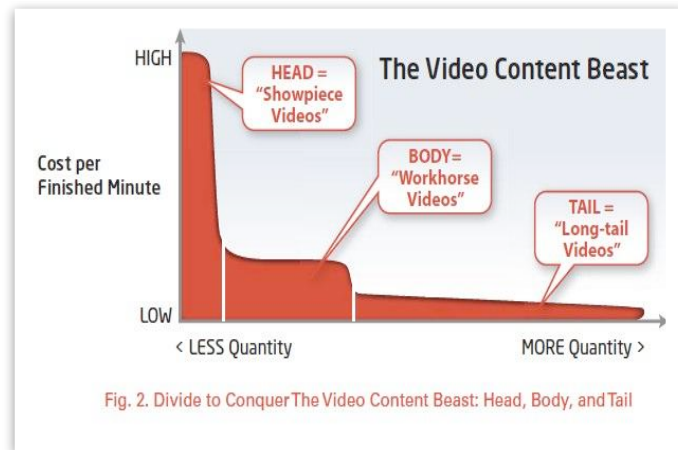 The Video Content Beast
HIGH
HEAD =
“Showpiece
Videos”
Cost per
Finished Minute
BODY=
“Workhorse
Videos”
TAIL =
“Long-tail
Videos”
LOW
< LESS Quantity
MORE Quantity >
Fig. 2. Divide to Conquer The Video Content Beast: Head, Body, and Tail